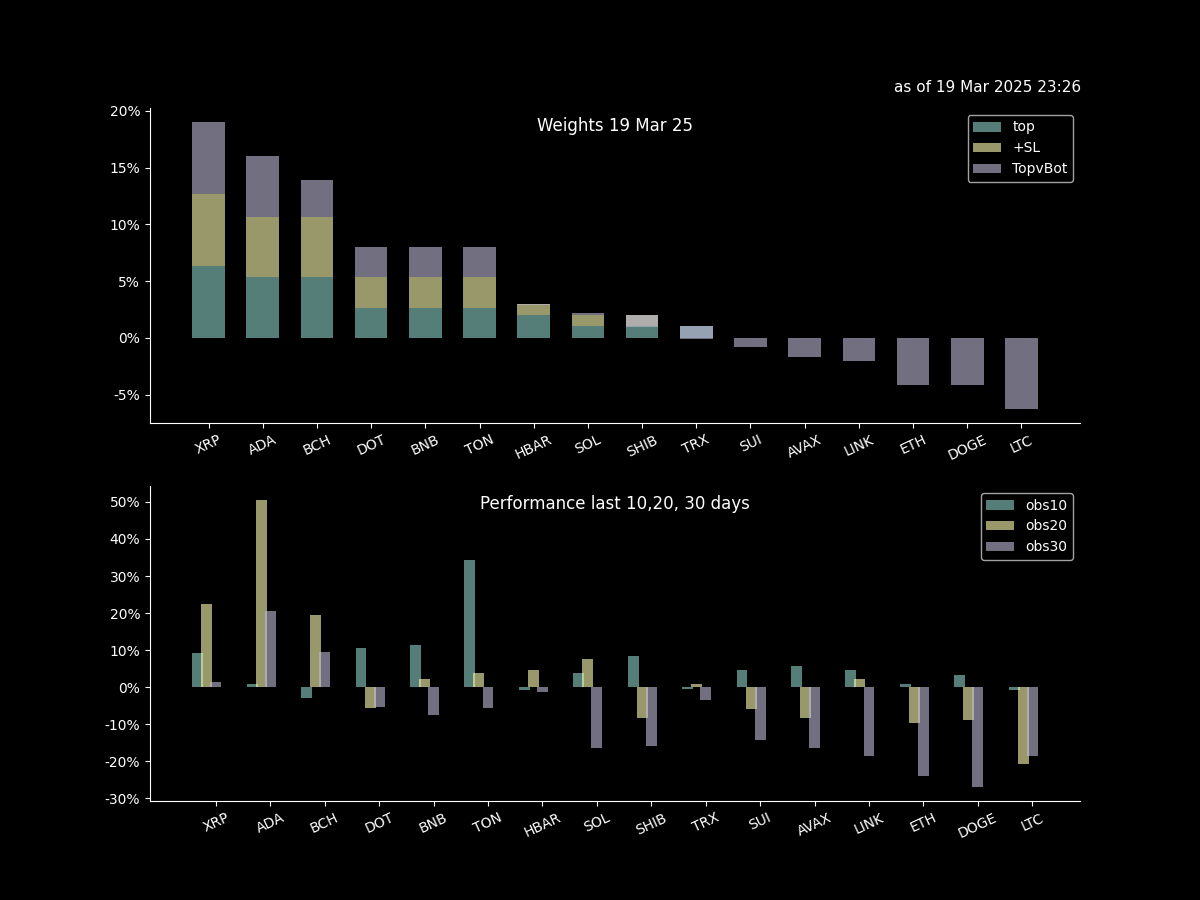 as of 19 Mar 2025 23:26
Weights 19 Mar 25
top
+SL
TopvBot
20%
15%
10%
5%
0%
-5%
XRP ADA BCH DOT BNB TON HBAR SOL SHIB TRX SUI AVAX LINK ETH DOGE LTC
Performance last 10,20, 30 days
obs10
obs20
obs30
50%
40%
30%
20%
10%
0%
-10%
-20%
-30%
XRP ADA BCH DOT BNB TON HBAR SOL SHIB TRX SUI AVAX LINK ETH DOGE LTC